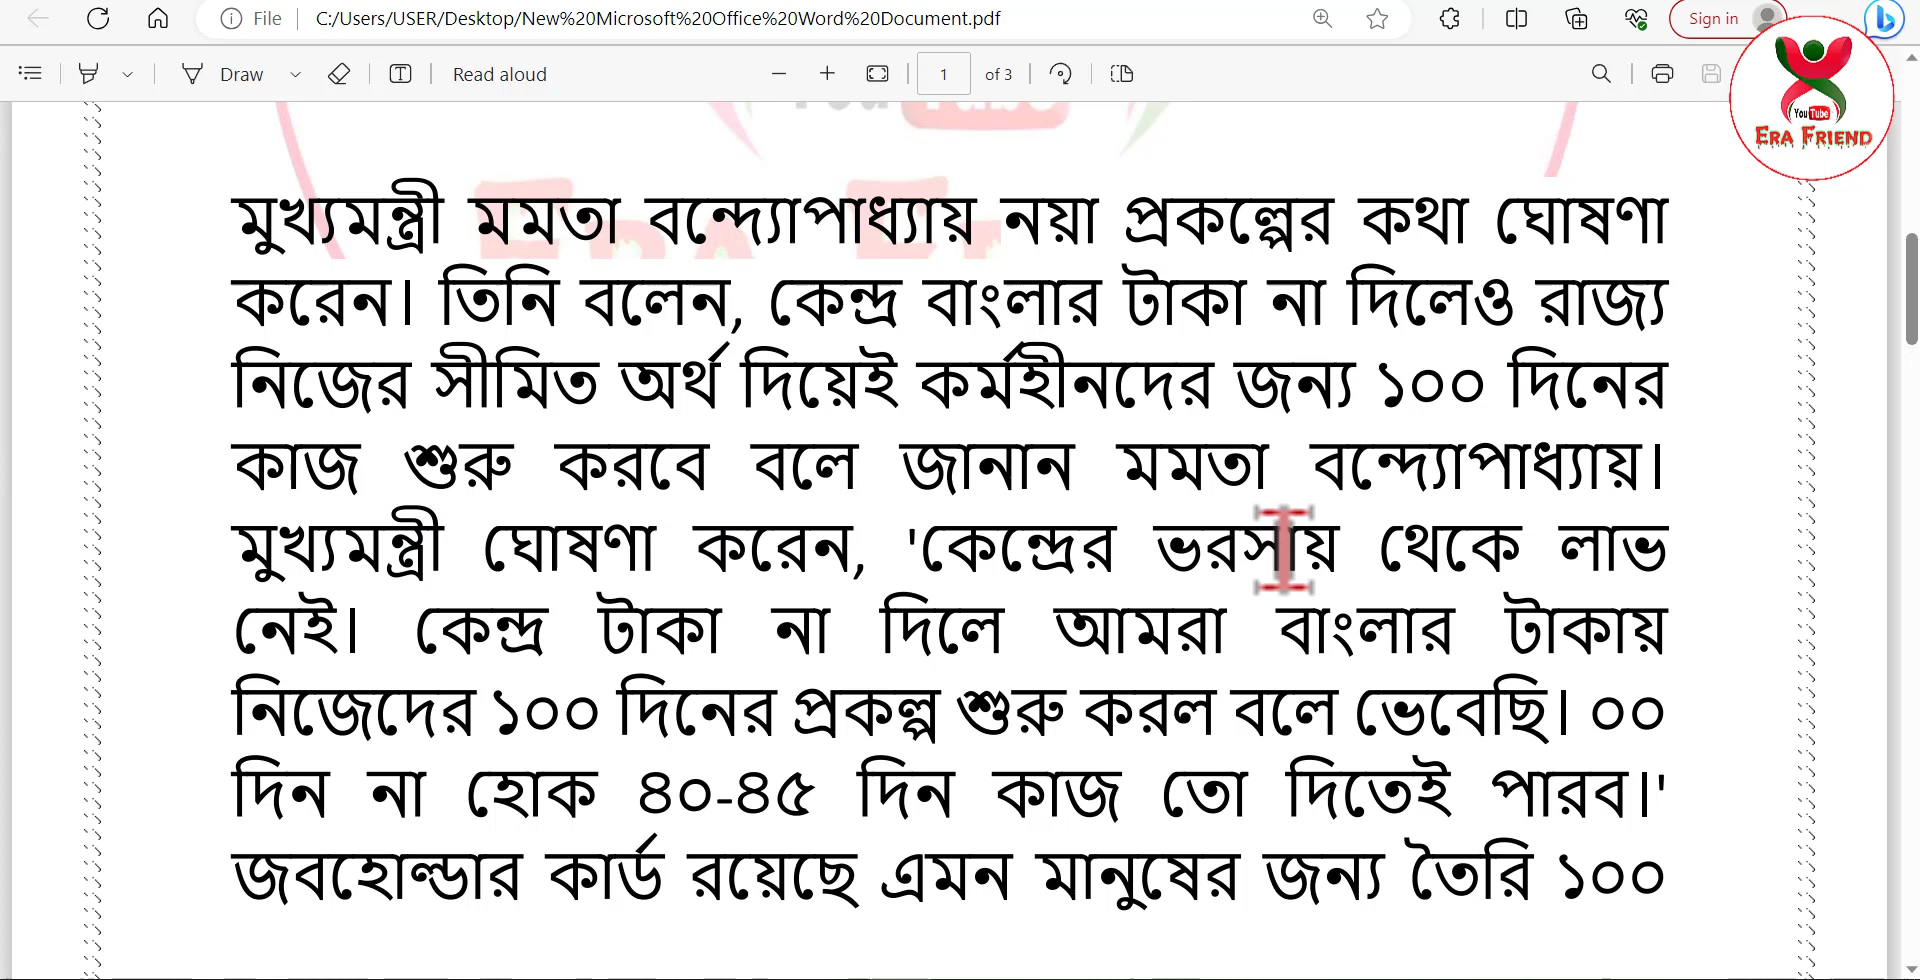 File C:/Users/USER/Desktop/New%20Microsoft%20Office%20Word%20Document.pdf Sign in
Draw Read aloud 1 of 3
YouTube
ERA FRIEND
মুখ্যমন্ত্রী মমতা বন্দ্যোপাধ্যায় নয়া প্রকল্পের কথা ঘোষণা
করেন। তিনি বলেন, কেন্দ্র বাংলার টাকা না দিলেও রাজ্য
নিজের সীমিত অর্থ দিয়েই কর্মহীনদের জন্য ১০০ দিনের
কাজ শুরু করবে বলে জানান মমতা বন্দ্যোপাধ্যায়।
মুখ্যমন্ত্রী ঘোষণা করেন, 'কেন্দ্রের ভরসায় থেকে লাভ
নেই। কেন্দ্র টাকা না দিলে আমরা বাংলার টাকায়
নিজেদের ১০০ দিনের প্রকল্প শুরু করল বলে ভেবেছি। ০০
দিন না হোক ৪০-৪৫ দিন কাজ তো দিতেই পারব।'
জবহোল্ডার কার্ড রয়েছে এমন মানুষের জন্য তৈরি ১০০